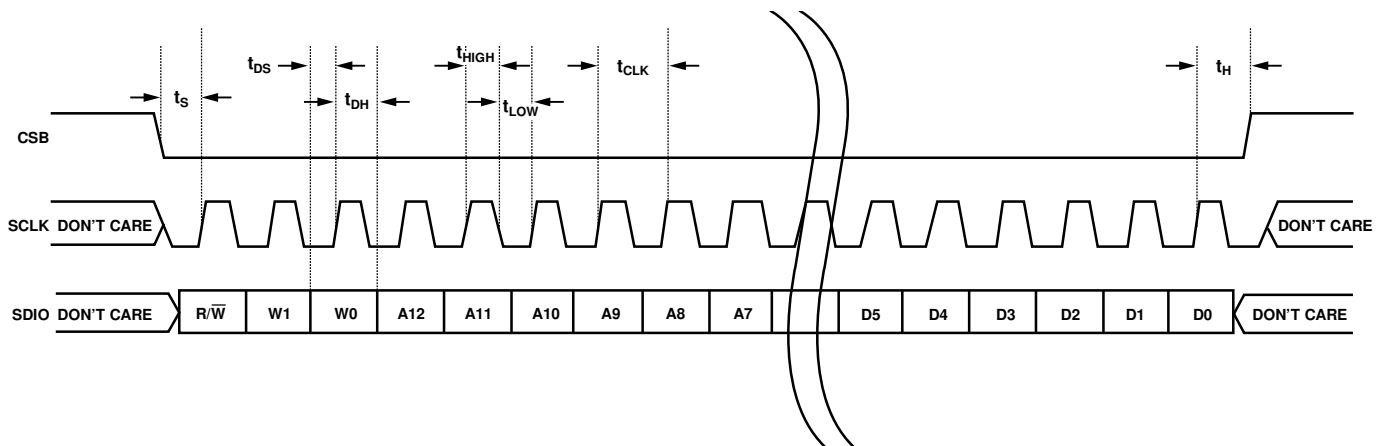 tHIGH
tDS
tCLK
tH
tS
tDH
tLOW
CSB
SCLK DON'T CARE
DON'T CARE
SDIO DON'T CARE R/W̅ W1 W0 A12 A11 A10 A9 A8 A7 D5 D4 D3 D2 D1 D0 DON'T CARE